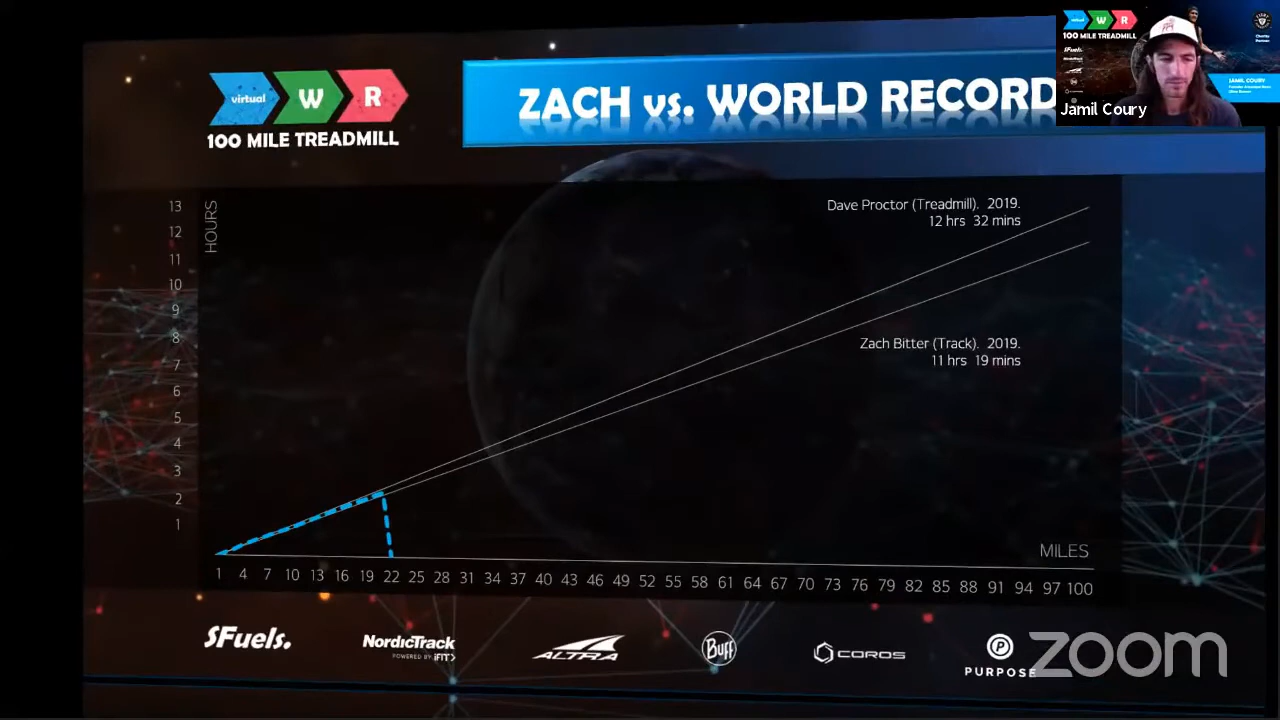 virtual W R
100 MILE TREADMILL
ZACH vs. WORLD RECORD
virtual W R
100 MILE TREADMILL
SFuels.
JAMIL COURY
Jamil Coury
HOURS
13
12
11
10
9
8
7
6
5
4
3
2
1
Dave Proctor (Treadmill). 2019.
12 hrs 32 mins
Zach Bitter (Track). 2019.
11 hrs 19 mins
MILES
1 4 7 10 13 16 19 22 25 28 31 34 37 40 43 46 49 52 55 58 61 64 67 70 73 76 79 82 85 88 91 94 97 100
SFuels.
NordicTrack
POWERED BY iFIT
ALTRA
BUFF
COROS
P
PURPOSE
zoom